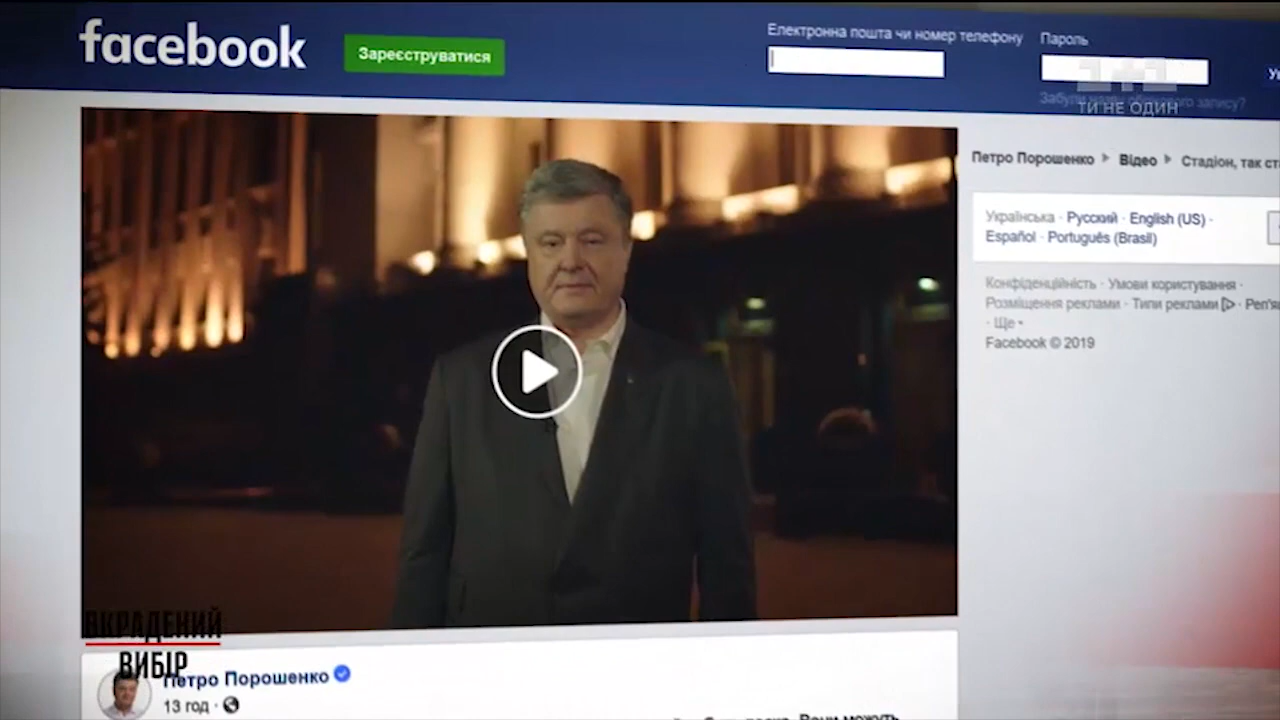 facebook
Зареєструватися
Електронна пошта чи номер телефону
Пароль
1+1
ТИ НЕ ОДИН
Петро Порошенко
Відео
Стадіон, так
Українська · Русский · English (US) ·
Español · Português (Brasil)
Конфіденційність · Умови користування ·
Розміщення реклами · Типи реклами
· Ще
Facebook © 2019
ВКРАДЕНИЙ
ВИБІР
Петро Порошенко
13 год ·